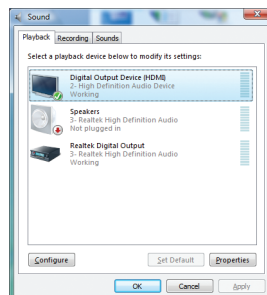 Sound
Playback Recording Sounds
Select a playback device below to modify its settings:
Digital Output Device (HDMI)
2- High Definition Audio Device
Working
Speakers
3- Realtek High Definition Audio
Not plugged in
Realtek Digital Output
3- Realtek High Definition Audio
Working
Configure Set Default Properties
OK Cancel Apply